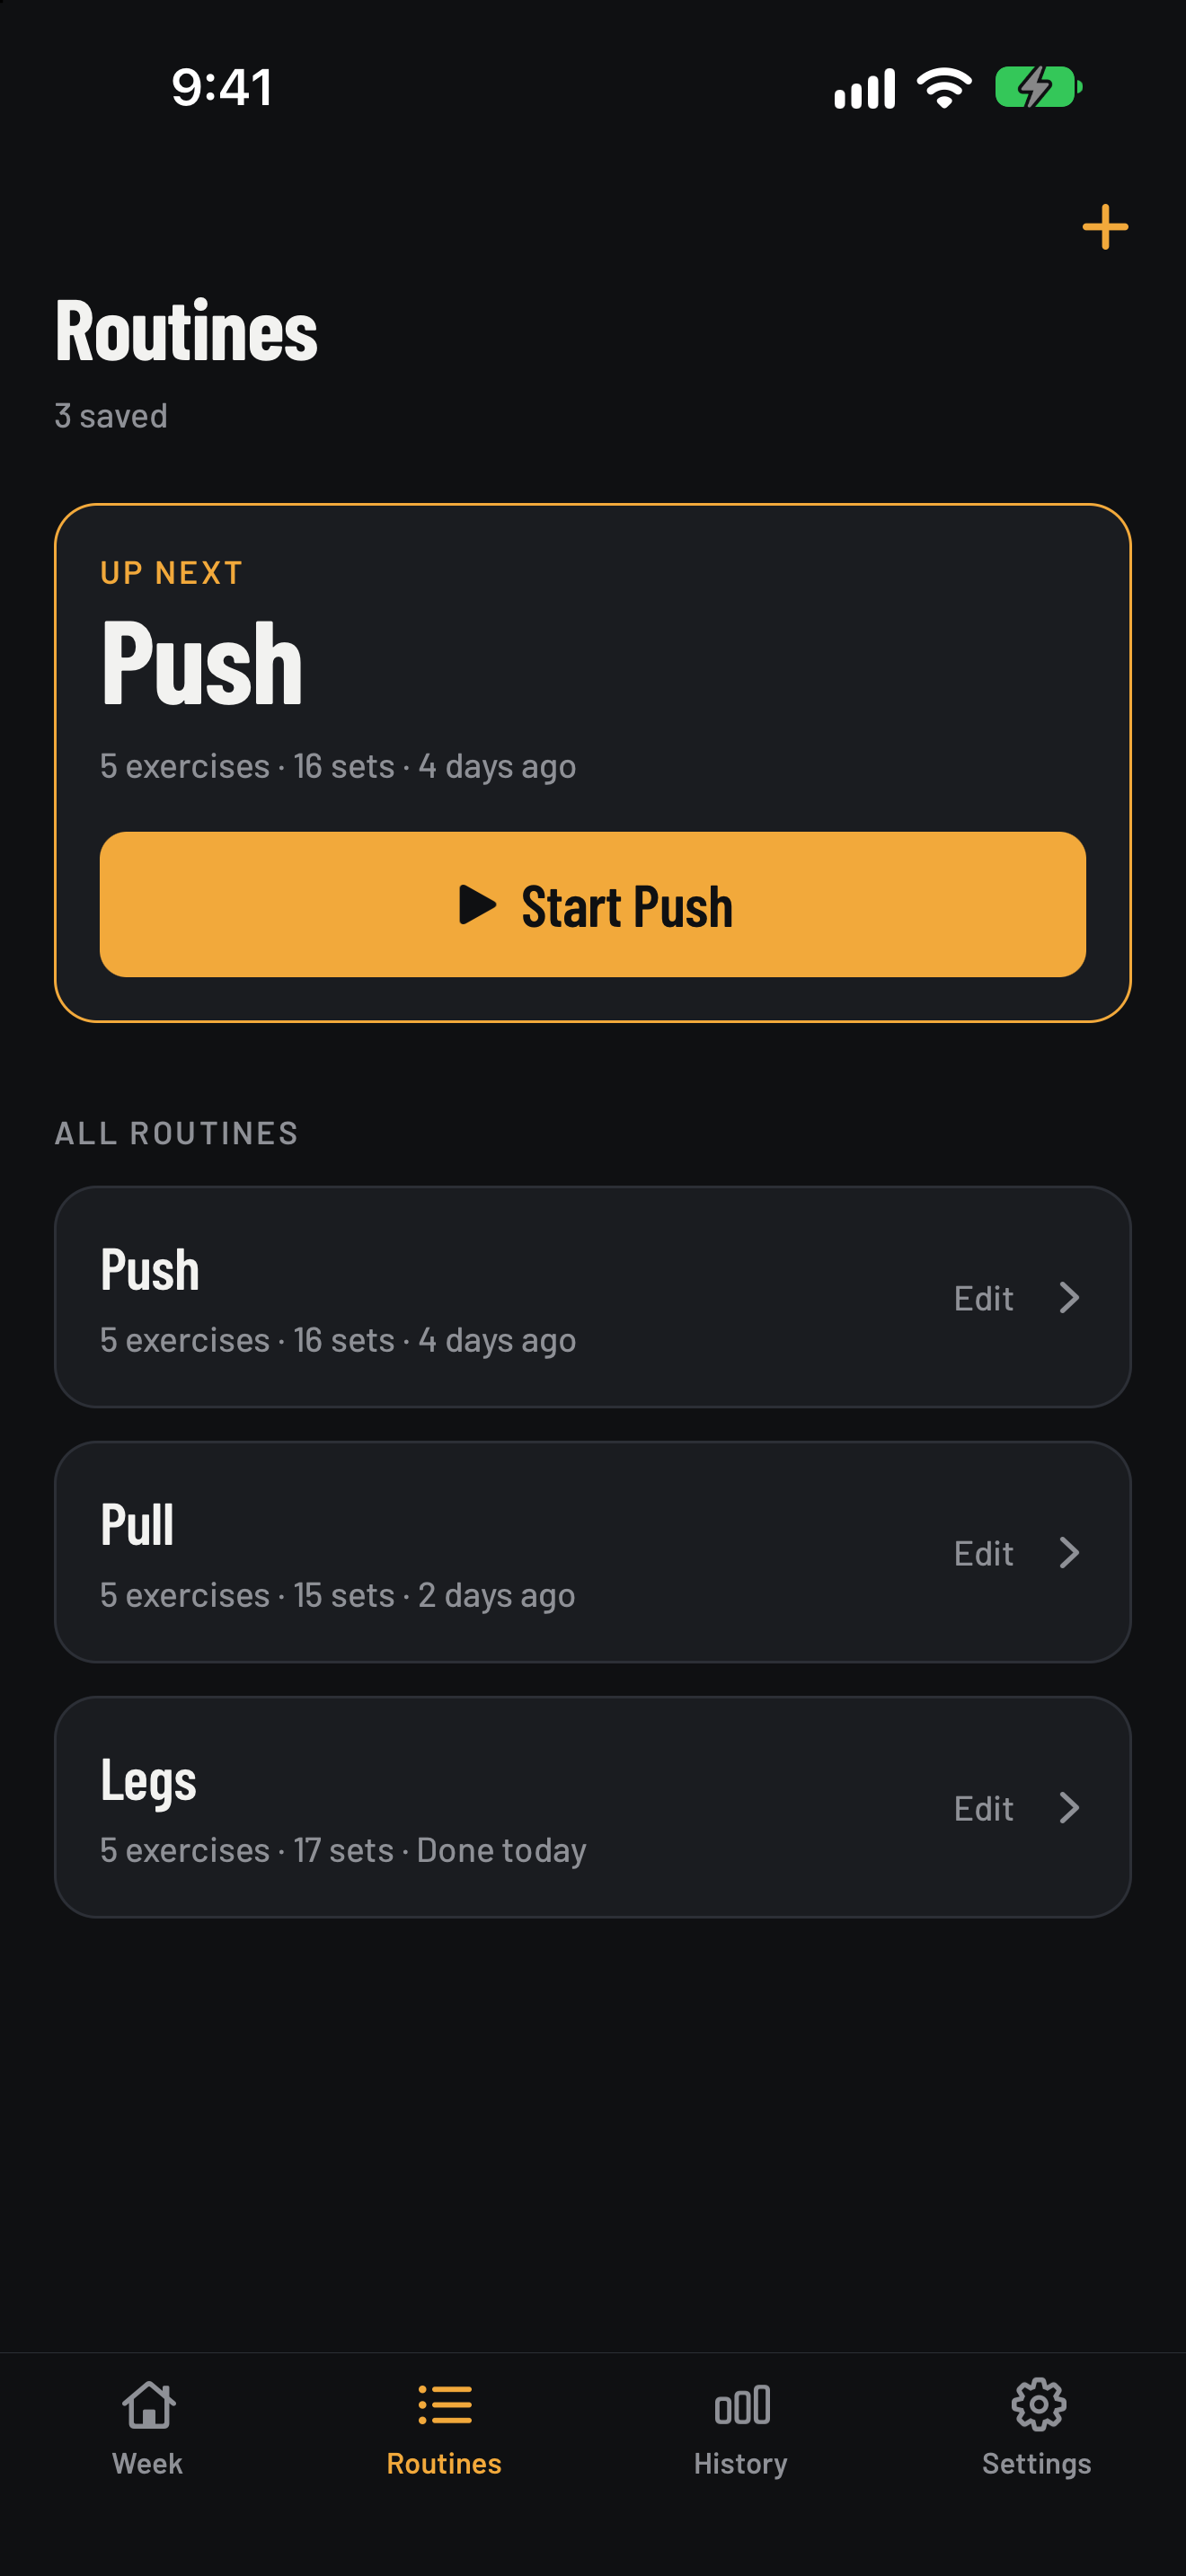 9:41
Routines
3 saved
UP NEXT
Push
5 exercises · 16 sets · 4 days ago
Start Push
ALL ROUTINES
Push
5 exercises · 16 sets · 4 days ago
Edit
Pull
5 exercises · 15 sets · 2 days ago
Edit
Legs
5 exercises · 17 sets · Done today
Edit
Week
Routines
History
Settings